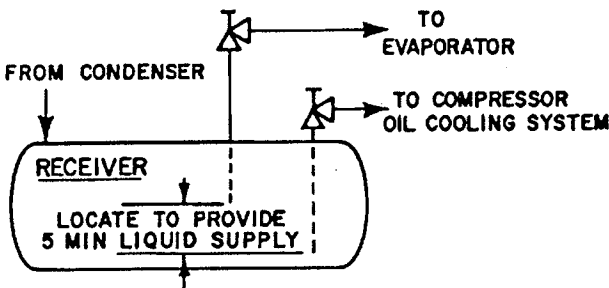 TO
EVAPORATOR
FROM CONDENSER
TO COMPRESSOR
OIL COOLING SYSTEM
RECEIVER
LOCATE TO PROVIDE
5 MIN LIQUID SUPPLY